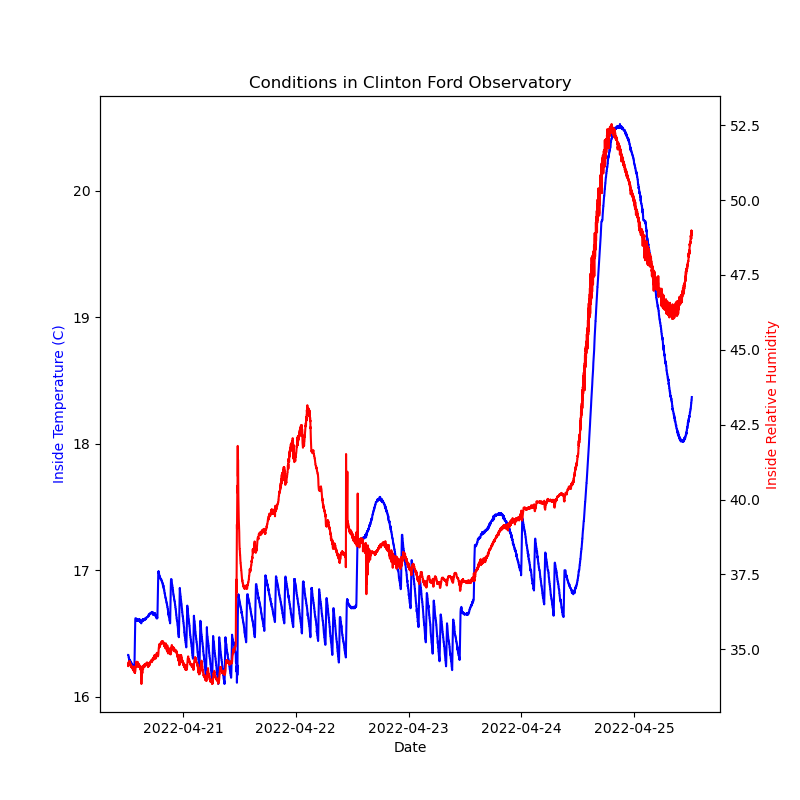 Conditions in Clinton Ford Observatory
Inside Temperature (C)
20
19
18
17
16
52.5
50.0
47.5
45.0
42.5
40.0
37.5
35.0
Inside Relative Humidity
2022-04-21 2022-04-22 2022-04-23 2022-04-24 2022-04-25
Date